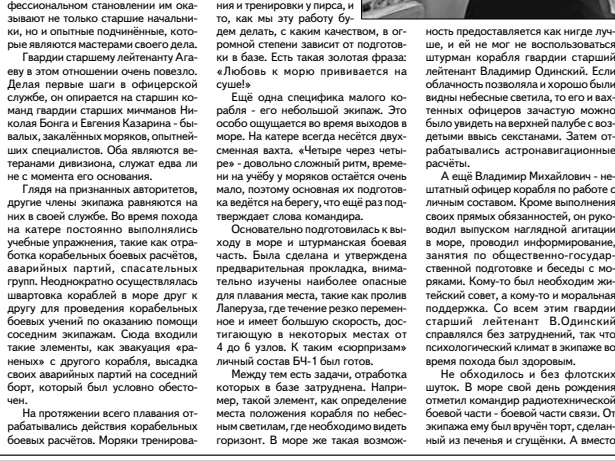 фессиональном становлении им ока-
зывают не только старшие начальни-
ки, но и опытные подчинённые, кото-
рые являются мастерами своего дела.
Гвардии старшему лейтенанту Ага-
еву в этом отношении очень повезло.
Делая первые шаги в офицерской
службе, он опирается на старшин ко-
манд гвардии старших мичманов Ни-
колая Бонга и Евгения Казарина - бы-
валых, закалённых моряков, опытней-
ших специалистов. Оба являются ве-
теранами дивизиона, служат едва ли
не с момента его основания.
Глядя на признанных авторитетов,
другие члены экипажа равняются на
них в своей службе. Во время похода
на катере постоянно выполнялись
учебные упражнения, такие как отра-
ботка корабельных боевых расчётов,
аварийных партий, спасательных
групп. Неоднократно осуществлялась
швартовка кораблей в море друг к
другу для проведения корабельных
боевых учений по оказанию помощи
соседним экипажам. Сюда входили
такие элементы, как эвакуация «ра-
неных» с другого корабля, высадка
своих аварийных партий на соседний
борт, который был условно обесто-
чен.
На протяжении всего плавания от-
рабатывались действия корабельных
боевых расчётов. Моряки тренирова-
ния и тренировки у пирса, и
то, как мы эту работу бу-
дем делать, с каким качеством, в ог-
ромной степени зависит от подготов-
ки в базе. Есть такая золотая фраза:
«Любовь к морю прививается на
суше!»
Ещё одна специфика малого ко-
рабля - его небольшой экипаж. Это
особо ощущается во время выходов в
море. На катере всегда несётся двух-
сменная вахта. «Четыре через четы-
ре» - довольно сложный ритм, време-
ни на учёбу у моряков остаётся очень
мало, поэтому основная их подготов-
ка ведётся на берегу, что ещё раз под-
тверждает слова командира.
Основательно подготовилась к вы-
ходу в море и штурманская боевая
часть. Была сделана и утверждена
предварительная прокладка, внима-
тельно изучены наиболее опасные
для плавания места, такие как пролив
Лаперуза, где течение резко перемен-
ное и имеет большую скорость, дос-
тигающую в некоторых местах от
4 до 6 узлов. К таким «сюрпризам»
личный состав БЧ-1 был готов.
Между тем есть задачи, отработка
которых в базе затруднена. Напри-
мер, такой элемент, как определение
места положения корабля по небес-
ным светилам, где необходимо видеть
горизонт. В море же такая возмож-
ность предоставляется как нигде луч-
ше, и ей не мог не воспользоваться
штурман корабля гвардии старший
лейтенант Владимир Одинский. Если
облачность позволяла и хорошо были
видны небесные светила, то его и вах-
тенных офицеров зачастую можно
было увидеть на верхней палубе с воз-
детыми ввысь секстанами. Затем от-
рабатывались астронавигационные
расчёты.
А ещё Владимир Михайлович - не-
штатный офицер корабля по работе с
личным составом. Кроме выполнения
своих прямых обязанностей, он руко-
водил выпуском наглядной агитации
в море, проводил информирование,
занятия по общественно-государ-
ственной подготовке и беседы с мо-
ряками. Кому-то был необходим жи-
тейский совет, а кому-то и моральная
поддержка. Со всем этим гвардии
старший лейтенант В.Одинский
справлялся без затруднений, так что
психологический климат в экипаже во
время похода был здоровым.
Не обходилось и без флотских
шуток. В море свой день рождения
отметил командир радиотехнической
боевой части - боевой части связи. От
экипажа ему был вручён торт, сделан-
ный из печенья и сгущёнки. А вместо